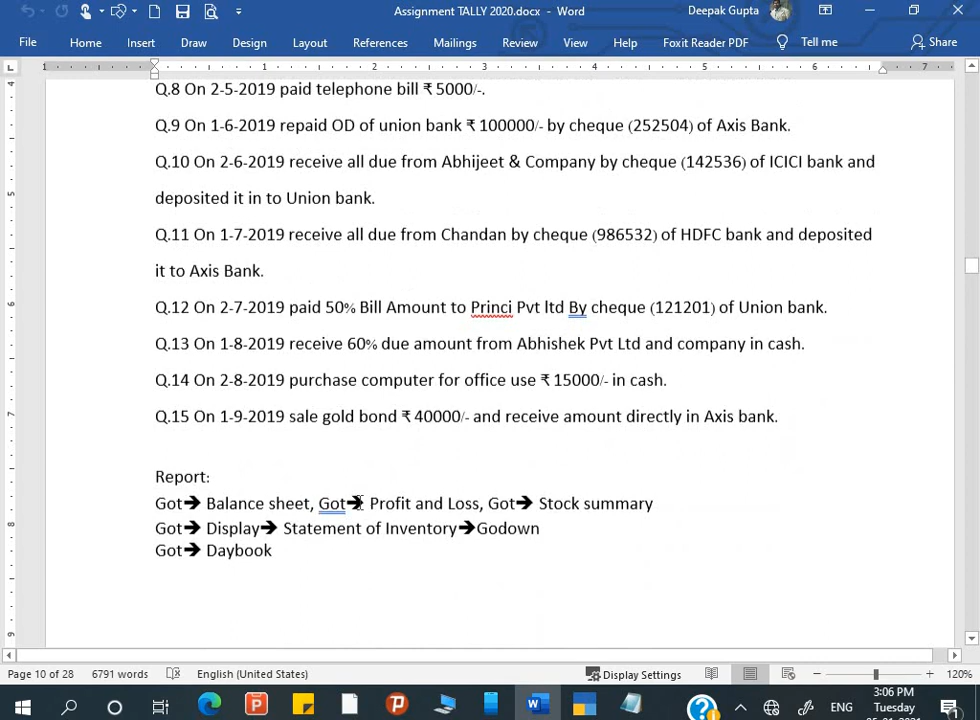 Assignment TALLY 2020.docx - Word
Deepak Gupta
File Home Insert Draw Design Layout References Mailings Review View Help Foxit Reader PDF Tell me Share
1 1 2 3 4 5 6 7
Q.8 On 2-5-2019 paid telephone bill ₹ 5000/-.
Q.9 On 1-6-2019 repaid OD of union bank ₹ 100000/- by cheque (252504) of Axis Bank.
Q.10 On 2-6-2019 receive all due from Abhijeet & Company by cheque (142536) of ICICI bank and
deposited it in to Union bank.
Q.11 On 1-7-2019 receive all due from Chandan by cheque (986532) of HDFC bank and deposited
it to Axis Bank.
Q.12 On 2-7-2019 paid 50% Bill Amount to Princi Pvt ltd By cheque (121201) of Union bank.
Q.13 On 1-8-2019 receive 60% due amount from Abhishek Pvt Ltd and company in cash.
Q.14 On 2-8-2019 purchase computer for office use ₹ 15000/- in cash.
Q.15 On 1-9-2019 sale gold bond ₹ 40000/- and receive amount directly in Axis bank.
Report:
Got➔ Balance sheet, Got➔ Profit and Loss, Got➔ Stock summary
Got➔ Display➔ Statement of Inventory➔Godown
Got➔ Daybook
Page 10 of 28 6791 words English (United States) Display Settings 120%
ENG
3:06 PM
Tuesday